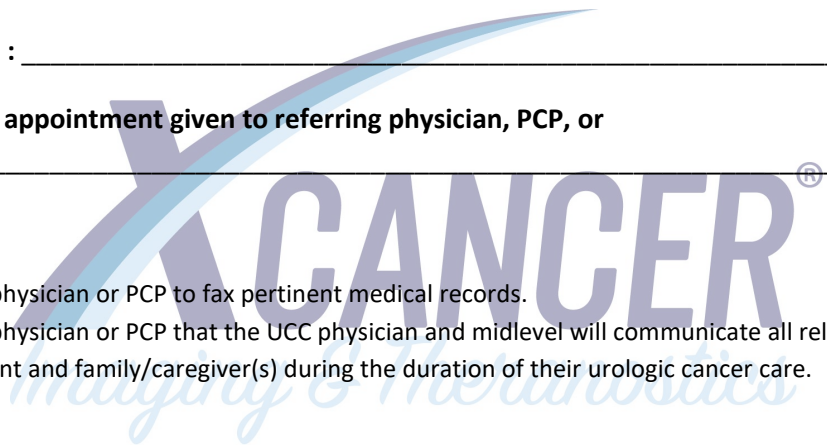 : ____________________________________________________________
appointment given to referring physician, PCP, or
____________________________________________________________
XCANCER®
physician or PCP to fax pertinent medical records.
physician or PCP that the UCC physician and midlevel will communicate all rel
nt and family/caregiver(s) during the duration of their urologic cancer care.
Imaging & Theranostics